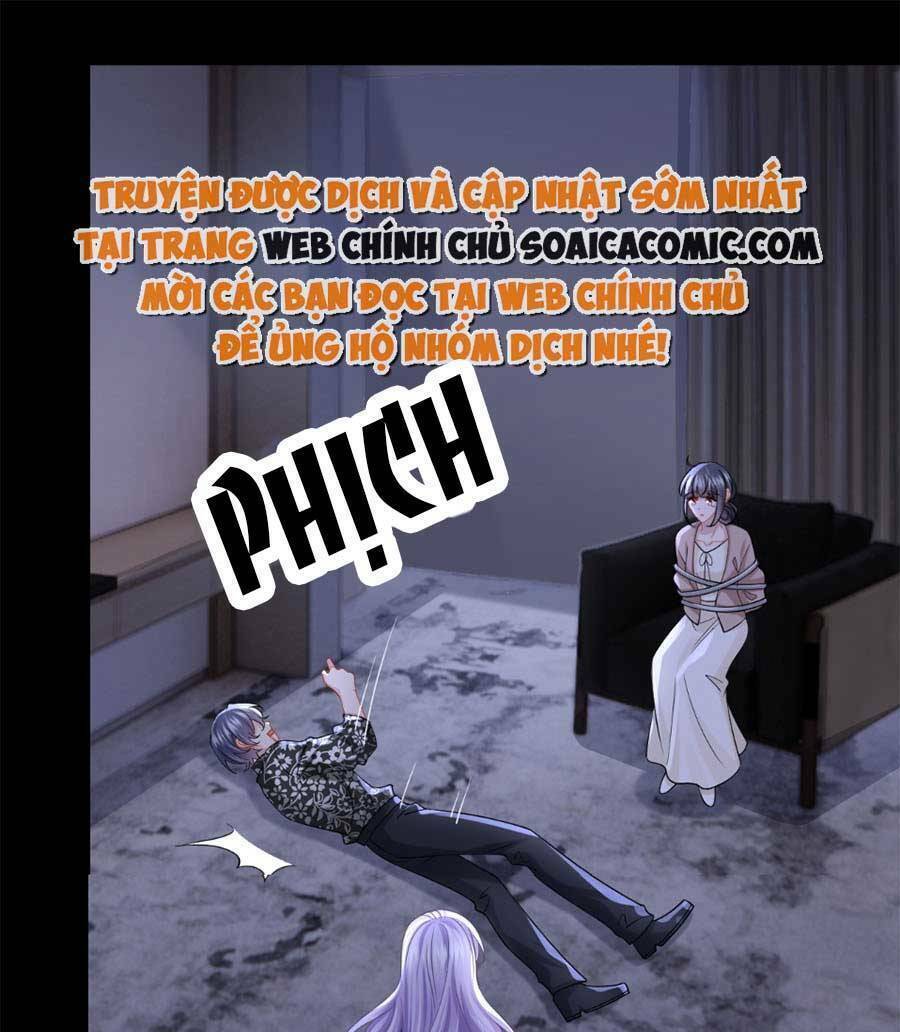 TRUYỆN ĐƯỢC DỊCH VÀ CẬP NHẬT SỚM NHẤT
TẠI TRANG WEB CHÍNH CHỦ SOAICACOMIC.COM
MỜI CÁC BẠN ĐỌC TẠI WEB CHÍNH CHỦ
ĐỂ ỦNG HỘ NHÓM DỊCH NHÉ!
PHỊCH